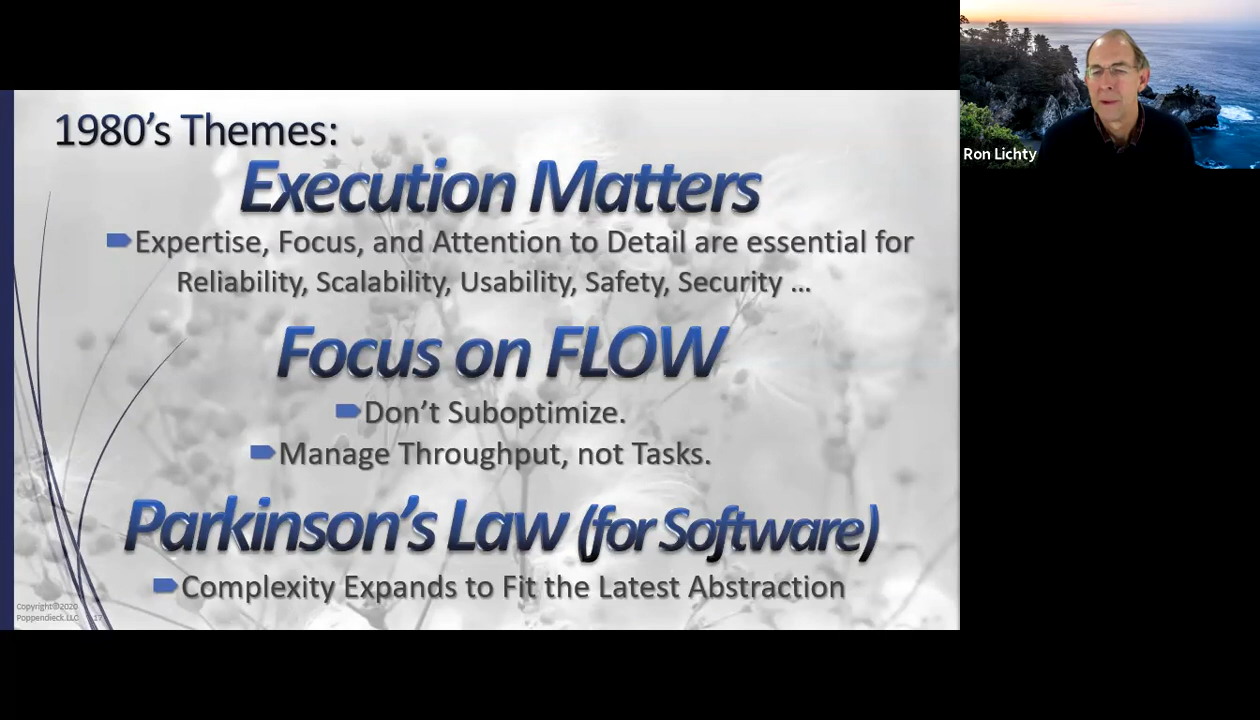 1980's Themes:
Execution Matters
Expertise, Focus, and Attention to Detail are essential for
Reliability, Scalability, Usability, Safety, Security ...
Focus on FLOW
Don't Suboptimize.
Manage Throughput, not Tasks.
Parkinson's Law (for Software)
Complexity Expands to Fit the Latest Abstraction
Copyright©2020
Poppendieck.LLC 17
Ron Lichty